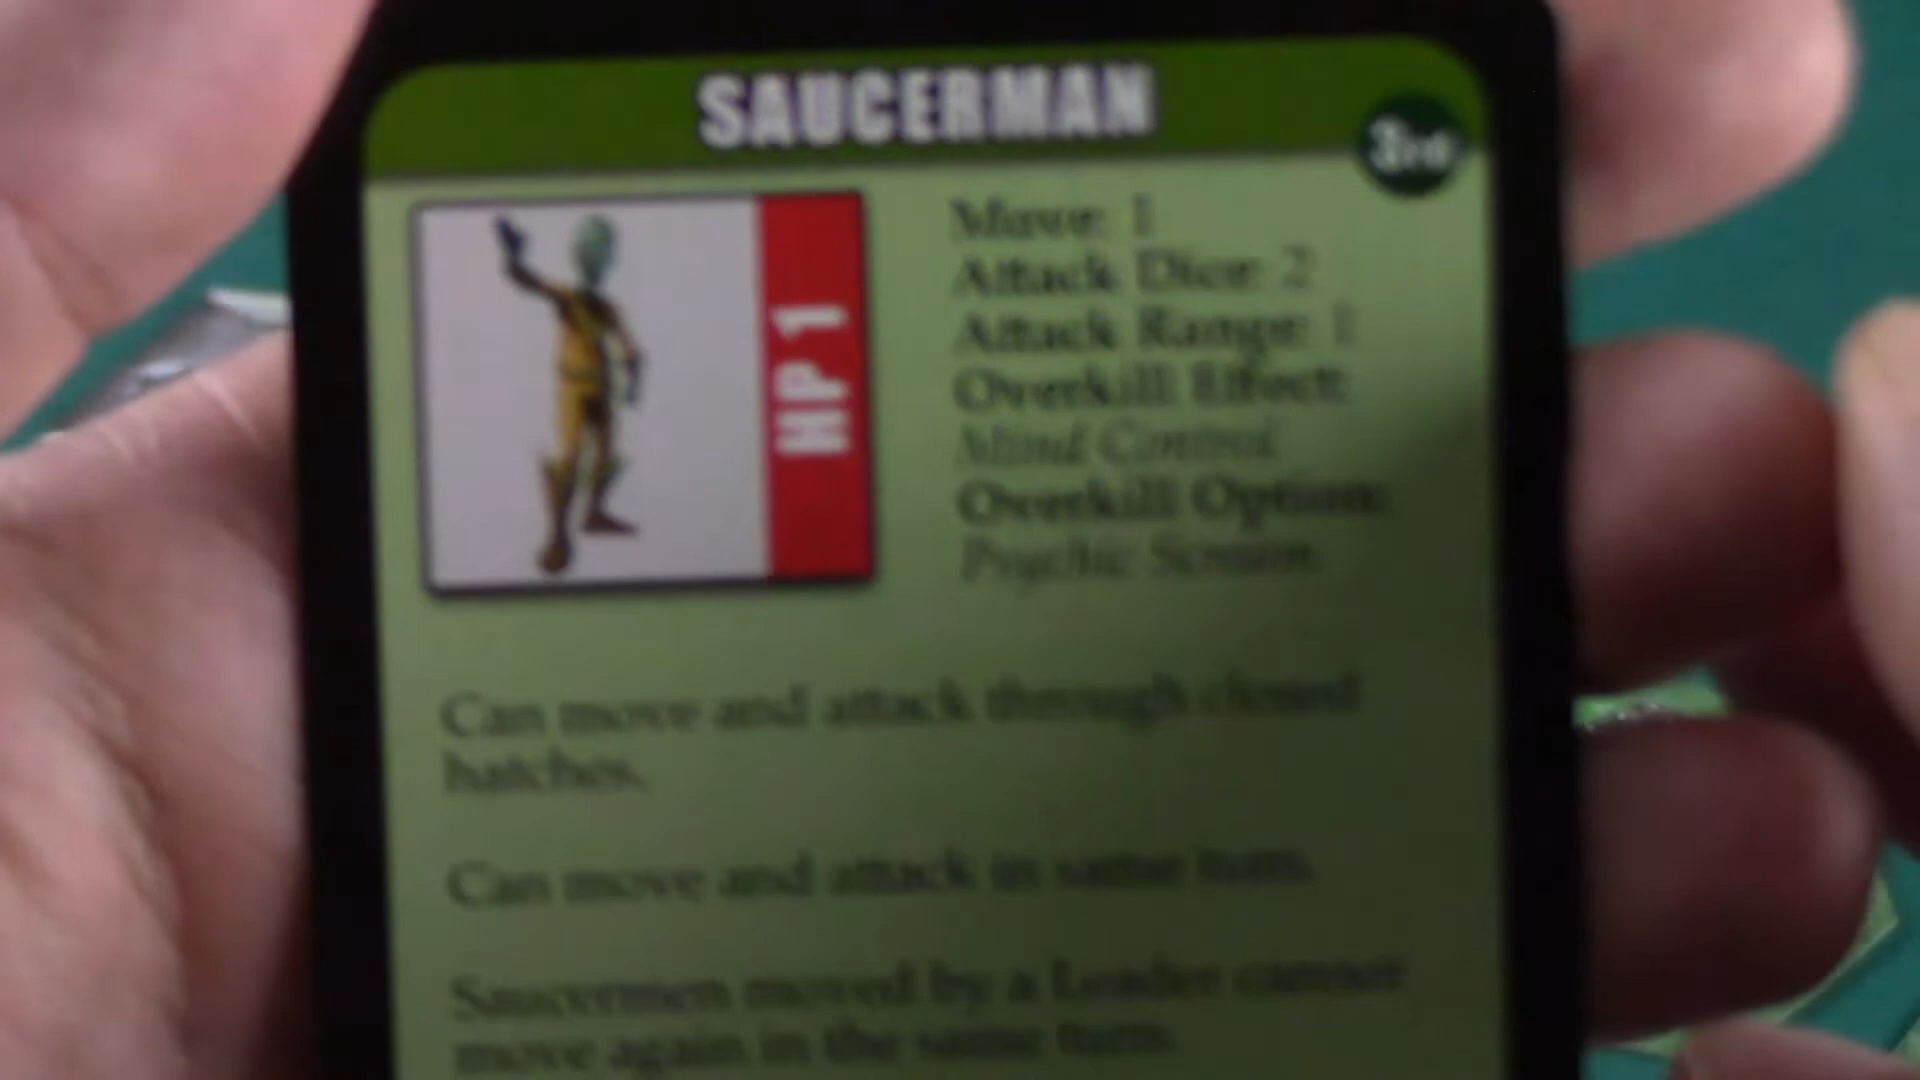 SAUCERMAN
3rd
HP 1
Move: 1
Attack Dice: 2
Attack Range: 1
Overkill Effect:
Mind Control
Overkill Option:
Psychic Scream
Can move and attack through closed
hatches.
Can move and attack in same turn.
Saucermen moved by a Leader cannot
move again in the same turn.